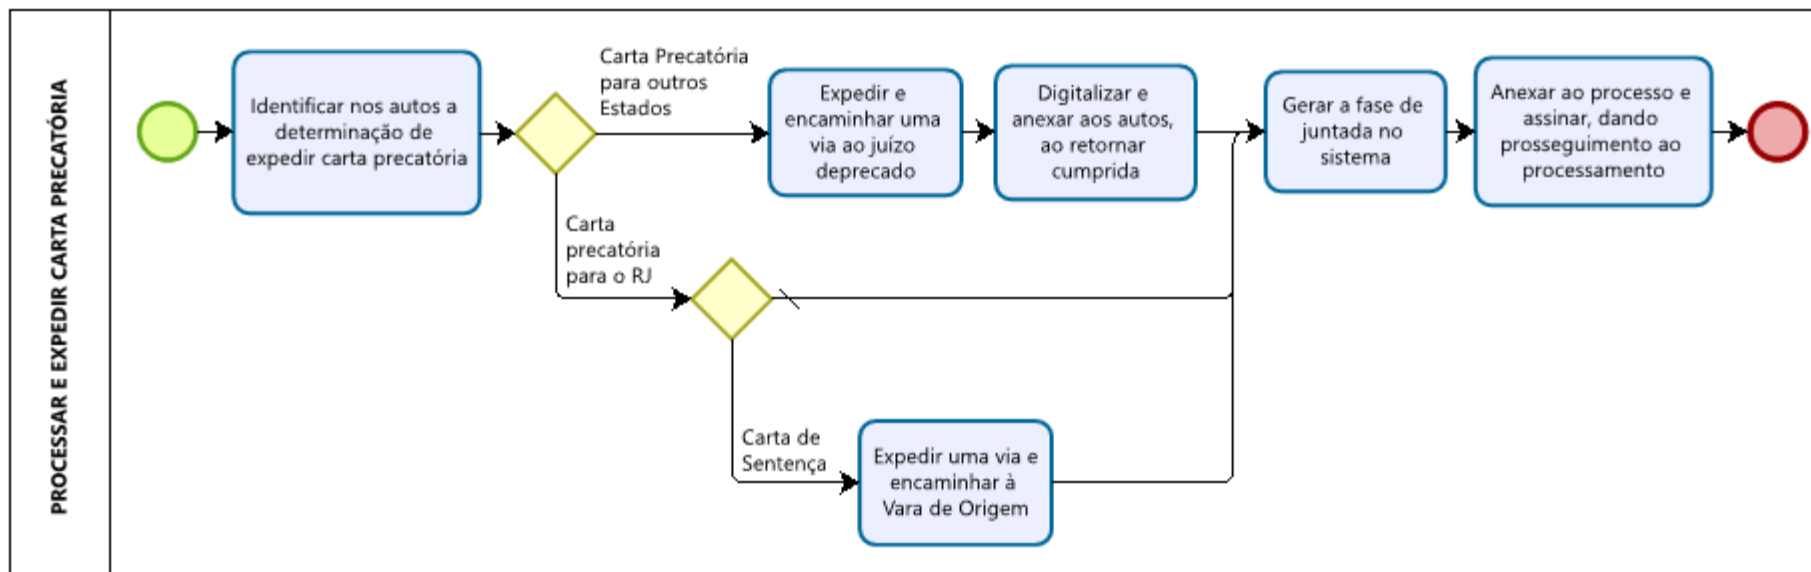 PROCESSAR E EXPEDIR CARTA PRECATÓRIA
Identificar nos autos a
determinação de
expedir carta precatória
Carta Precatória
para outros
Estados
Expedir e
encaminhar uma
via ao juízo
deprecado
Digitalizar e
anexar aos autos,
ao retornar
cumprida
Gerar a fase de
juntada no
sistema
Anexar ao processo e
assinar, dando
prosseguimento ao
processamento
Carta
precatória
para o RJ
Carta de
Sentença
Expedir uma via e
encaminhar à
Vara de Origem